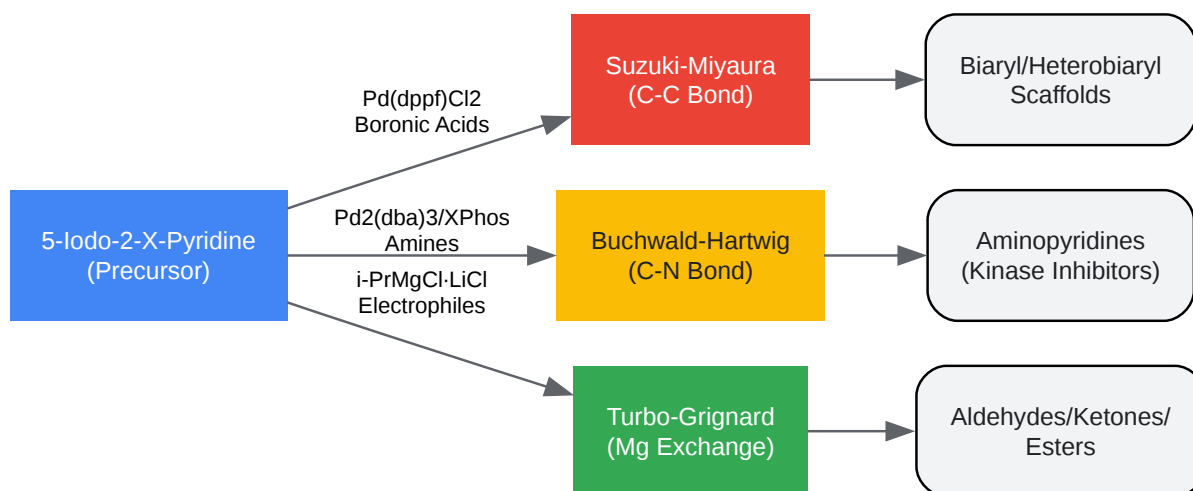 Suzuki-Miyaura
(C-C Bond)
Biaryl/Heterobiaryl
Scaffolds
Pd(dppf)Cl2
Boronic Acids
5-Iodo-2-X-Pyridine
(Precursor)
Pd2(dba)3/XPhos
Amines
Buchwald-Hartwig
(C-N Bond)
Aminopyridines
(Kinase Inhibitors)
i-PrMgCl·LiCl
Electrophiles
Turbo-Grignard
(Mg Exchange)
Aldehydes/Ketones/
Esters